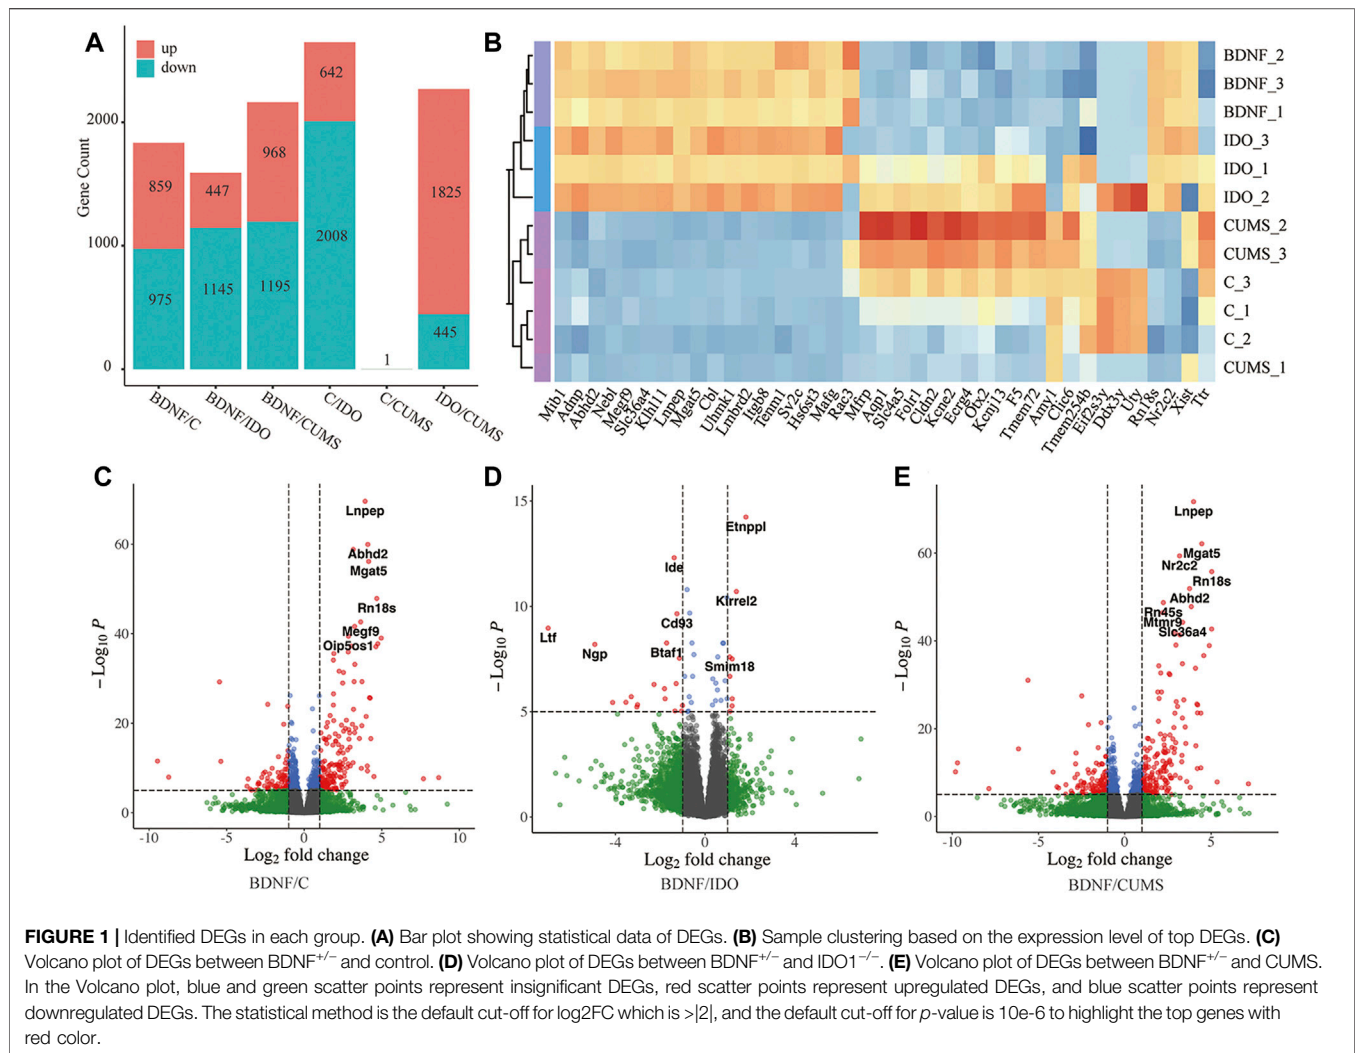 A
up
down
Gene Count
2000
1000
0
859
975
447
1145
968
1195
642
2008
1
1825
445
BDNF/C
BDNF/IDO
BDNF/CUMS
C/IDO
C/CUMS
IDO/CUMS
B
BDNF_2
BDNF_3
BDNF_1
IDO_3
IDO_1
IDO_2
CUMS_2
CUMS_3
C_3
C_1
C_2
CUMS_1
Mib1
Adnp
Abhd2
Nebl
Megf9
Slc36a4
Klhl11
Lnpep
Mgat5
Cbl
Uhmk1
Lmbrd2
Itgb8
Tenm1
Sv2c
Hs6st3
Mafg
Rac3
Mfrp
Aqp1
Slc4a5
Folr1
Cldn2
Kcne2
Ecrg4
Otx2
Kcnj13
F5
Tmem72
Amy1
Clic6
Tmem254b
Eif2s3y
Ddx3y
Uty
Rn18s
Nr2c2
Xist
Ttr
C
Lnpep
Abhd2
Mgat5
Rn18s
Megf9
Oip5os1
60
40
20
0
− Log10 P
-10
-5
0
5
10
Log2 fold change
BDNF/C
D
Etnppl
Ide
Kirrel2
Cd93
Ltf
Ngp
Btaf1
Smim18
15
10
5
0
− Log10 P
-4
0
4
Log2 fold change
BDNF/IDO
E
Lnpep
Mgat5
Nr2c2
Rn18s
Abhd2
Rn45s
Mtmr9
Slc36a4
60
40
20
0
− Log10 P
-10
-5
0
5
Log2 fold change
BDNF/CUMS
FIGURE 1 | Identified DEGs in each group. (A) Bar plot showing statistical data of DEGs. (B) Sample clustering based on the expression level of top DEGs. (C)
Volcano plot of DEGs between BDNF+/− and control. (D) Volcano plot of DEGs between BDNF+/− and IDO1−/−. (E) Volcano plot of DEGs between BDNF+/− and CUMS.
In the Volcano plot, blue and green scatter points represent insignificant DEGs, red scatter points represent upregulated DEGs, and blue scatter points represent
downregulated DEGs. The statistical method is the default cut-off for log2FC which is >|2|, and the default cut-off for p-value is 10e-6 to highlight the top genes with
red color.